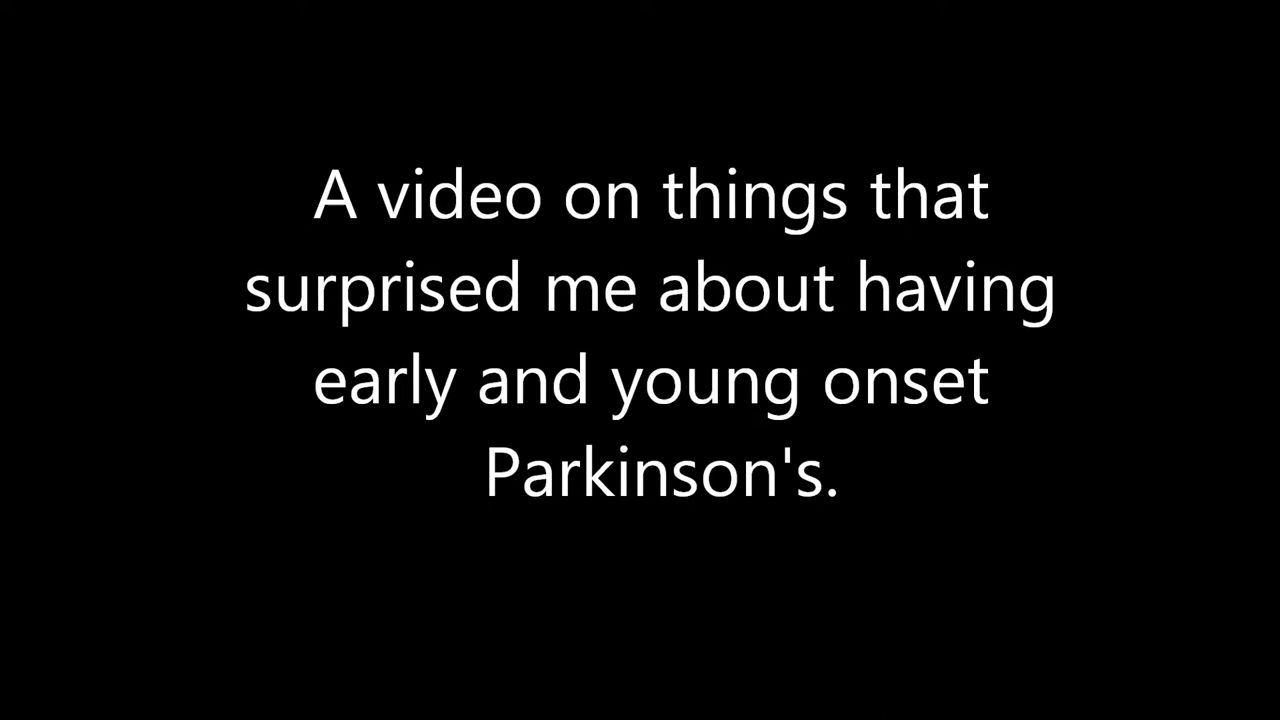 A video on things that
surprised me about having
early and young onset
Parkinson's.